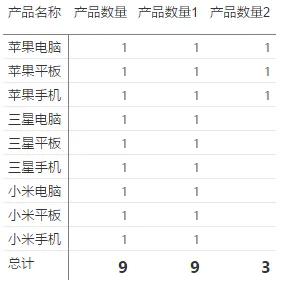 产品名称 产品数量 产品数量1 产品数量2
苹果电脑 1 1 1
苹果平板 1 1 1
苹果手机 1 1 1
三星电脑 1 1
三星平板 1 1
三星手机 1 1
小米电脑 1 1
小米平板 1 1
小米手机 1 1
总计 9 9 3